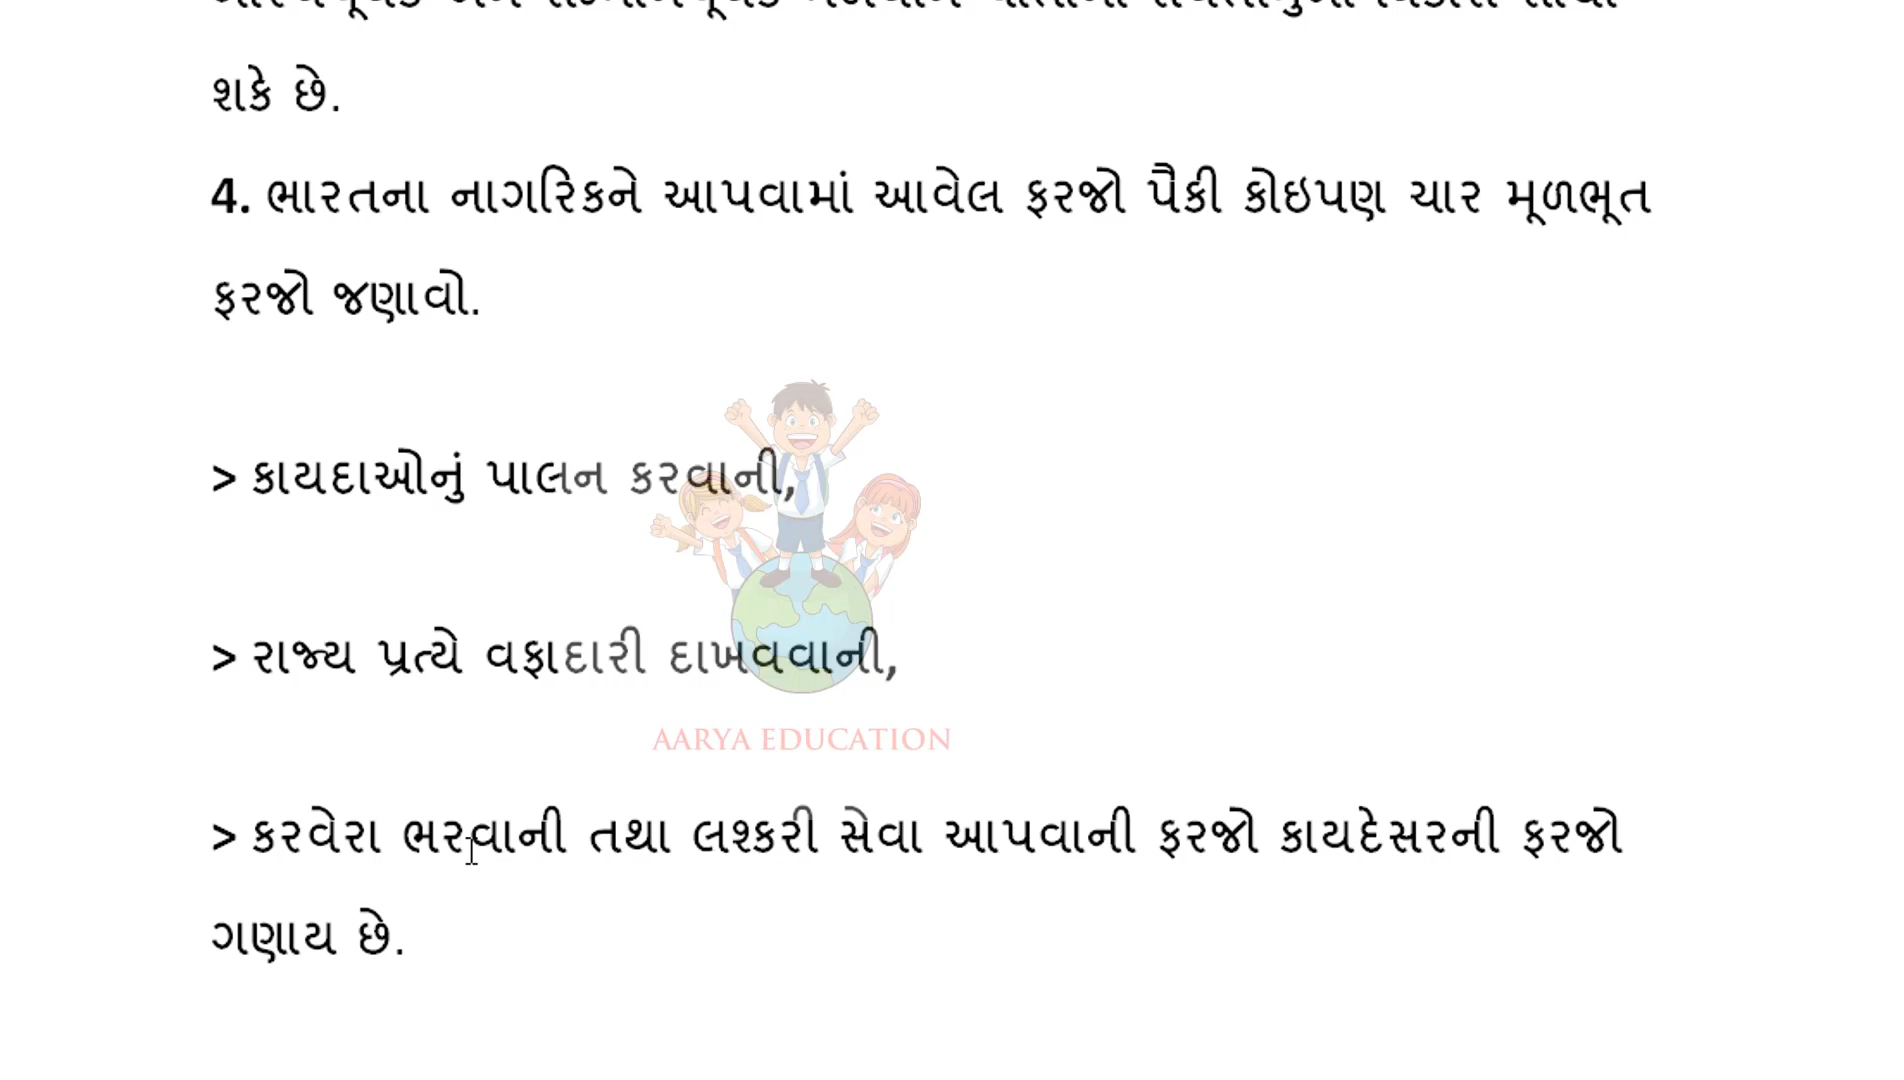 શકે છે.
4. ભારતના નાગરિકને આપવામાં આવેલ ફરજો પૈકી કોઇપણ ચાર મૂળભૂત
ફરજો જણાવો.
> કાયદાઓનું પાલન કરવાની,
> રાજ્ય પ્રત્યે વફાદારી દાખવવાની,
AARYA EDUCATION
> કરવેરા ભરવાની તથા લશ્કરી સેવા આપવાની ફરજો કાયદેસરની ફરજો
ગણાય છે.